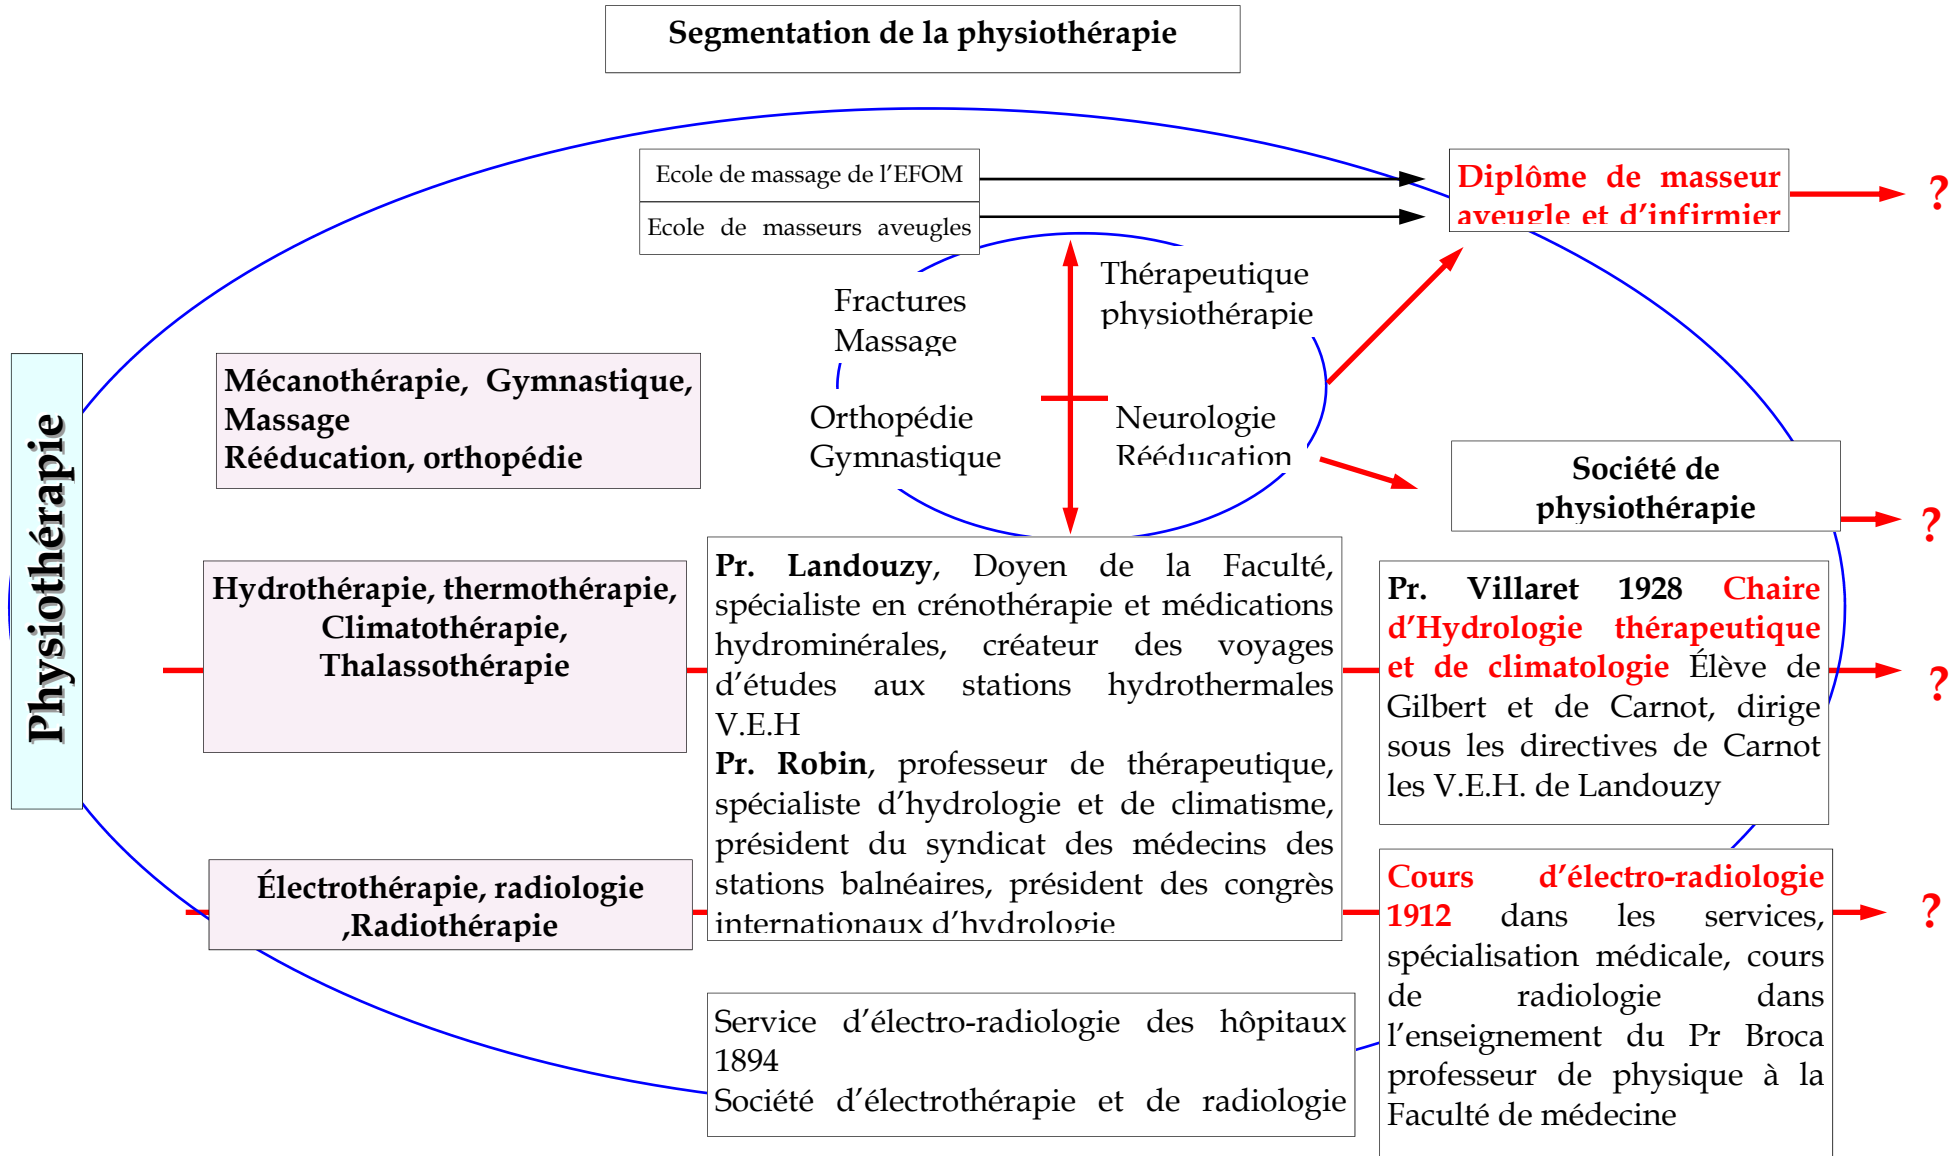 Segmentation de la physiothérapie
Ecole de massage de l’EFOM
Ecole de masseurs aveugles
Diplôme de masseur
aveugle et d’infirmier
?
Fractures
Massage
Thérapeutique
physiothérapie
Orthopédie
Gymnastique
Neurologie
Rééducation
Physiothérapie
Mécanothérapie, Gymnastique,
Massage
Rééducation, orthopédie
Société de
physiothérapie
?
Hydrothérapie, thermothérapie,
Climatothérapie,
Thalassothérapie
Pr. Landouzy, Doyen de la Faculté,
spécialiste en crénothérapie et médications
hydrominérales, créateur des voyages
d’études aux stations hydrothermales
V.E.H
Pr. Robin, professeur de thérapeutique,
spécialiste d’hydrologie et de climatisme,
président du syndicat des médecins des
stations balnéaires, président des congrès
internationaux d’hydrologie
Pr. Villaret 1928 Chaire
d’Hydrologie thérapeutique
et de climatologie Élève de
Gilbert et de Carnot, dirige
sous les directives de Carnot
les V.E.H. de Landouzy
?
Électrothérapie, radiologie
,Radiothérapie
Cours d’électro-radiologie
1912 dans les services,
spécialisation médicale, cours
de radiologie dans
l’enseignement du Pr Broca
professeur de physique à la
Faculté de médecine
?
Service d’électro-radiologie des hôpitaux
1894
Société d’électrothérapie et de radiologie